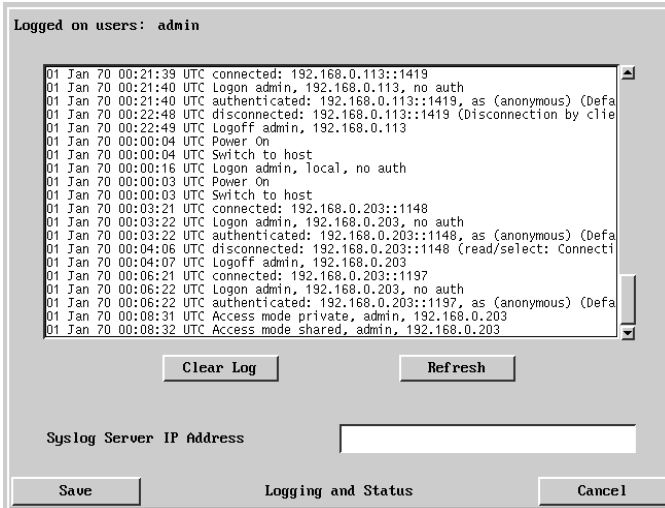 Logged on users: admin
01 Jan 70 00:21:39 UTC connected: 192.168.0.113::1419
01 Jan 70 00:21:40 UTC Logon admin, 192.168.0.113, no auth
01 Jan 70 00:21:40 UTC authenticated: 192.168.0.113::1419, as (anonymous) (Defa
01 Jan 70 00:22:48 UTC disconnected: 192.168.0.113::1419 (Disconnection by clie
01 Jan 70 00:22:49 UTC Logoff admin, 192.168.0.113
01 Jan 70 00:00:04 UTC Power On
01 Jan 70 00:00:04 UTC Switch to host
01 Jan 70 00:00:16 UTC Logon admin, local, no auth
01 Jan 70 00:00:03 UTC Power On
01 Jan 70 00:00:03 UTC Switch to host
01 Jan 70 00:03:21 UTC connected: 192.168.0.203::1148
01 Jan 70 00:03:22 UTC Logon admin, 192.168.0.203, no auth
01 Jan 70 00:03:22 UTC authenticated: 192.168.0.203::1148, as (anonymous) (Defa
01 Jan 70 00:04:06 UTC disconnected: 192.168.0.203::1148 (read/select: Connecti
01 Jan 70 00:04:07 UTC Logoff admin, 192.168.0.203
01 Jan 70 00:06:21 UTC connected: 192.168.0.203::1197
01 Jan 70 00:06:22 UTC Logon admin, 192.168.0.203, no auth
01 Jan 70 00:06:22 UTC authenticated: 192.168.0.203::1197, as (anonymous) (Defa
01 Jan 70 00:08:31 UTC Access mode private, admin, 192.168.0.203
01 Jan 70 00:08:32 UTC Access mode shared, admin, 192.168.0.203
Clear Log Refresh
Syslog Server IP Address
Save Logging and Status Cancel